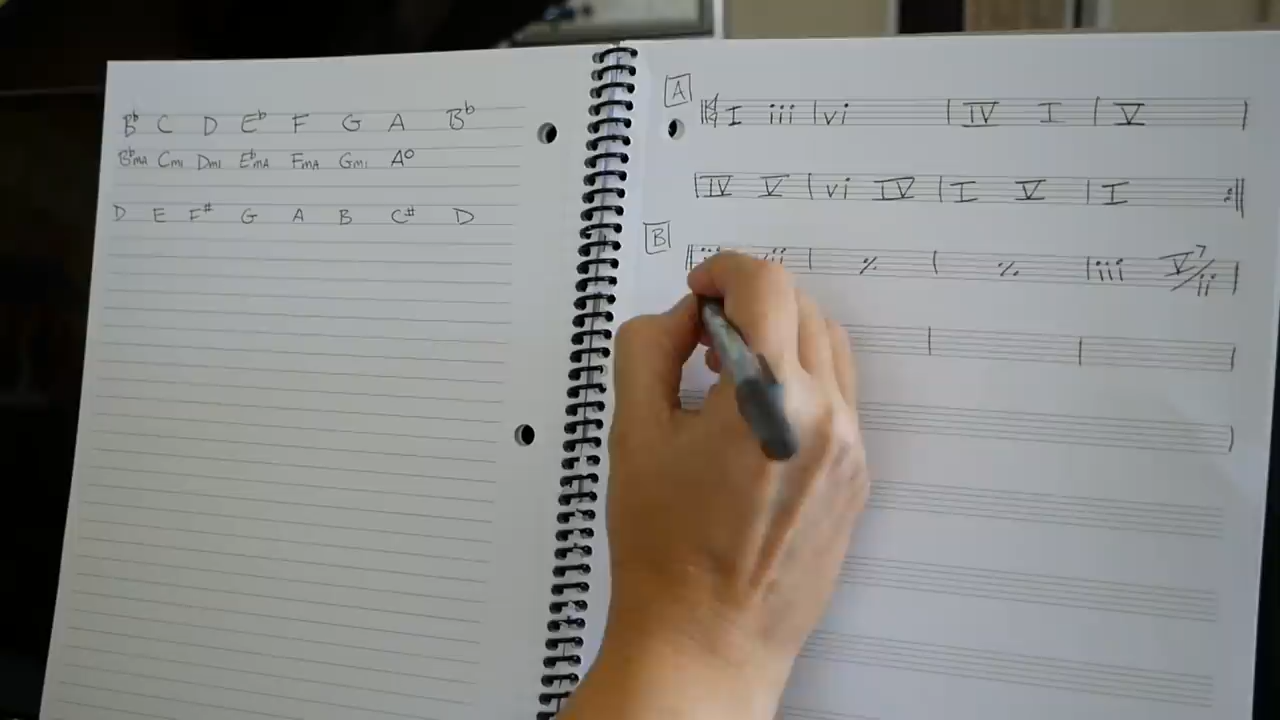 B♭ C D E♭ F G A B♭
B♭MA CMI DMI E♭MA FMA GMI A°
D E F# G A B C# D
A
I iii | vi | IV I | V |
| IV V | vi IV | I V | I :||
B
| % | % | iii V7/ii |